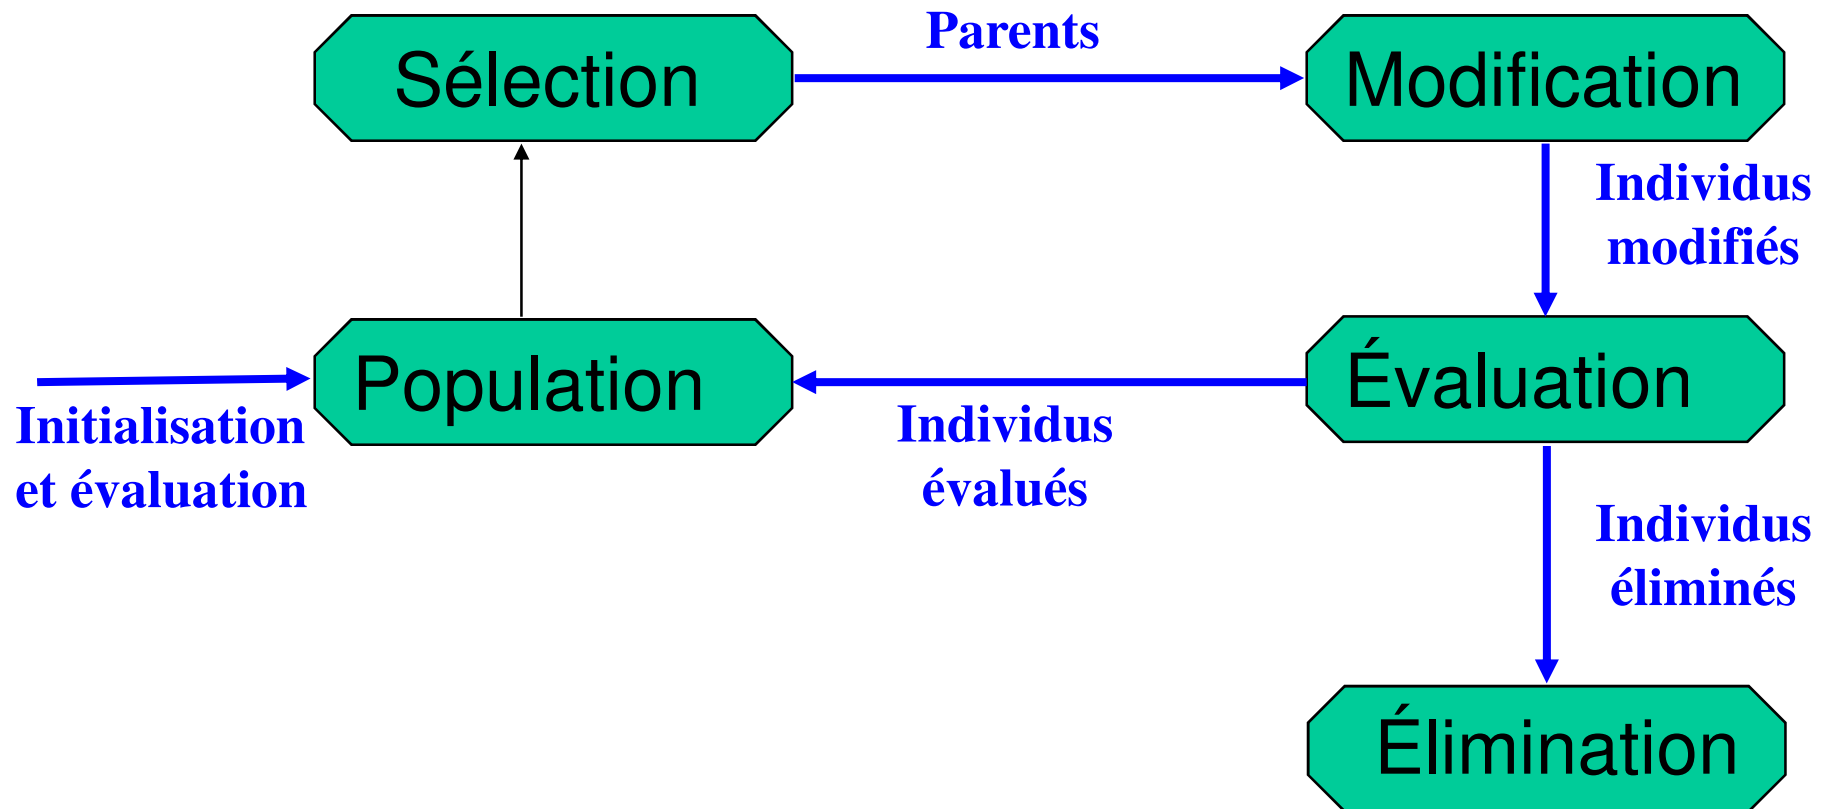 Parents
Sélection
Modification
Individus
modifiés
Population
Évaluation
Initialisation
et évaluation
Individus
évalués
Individus
éliminés
Élimination